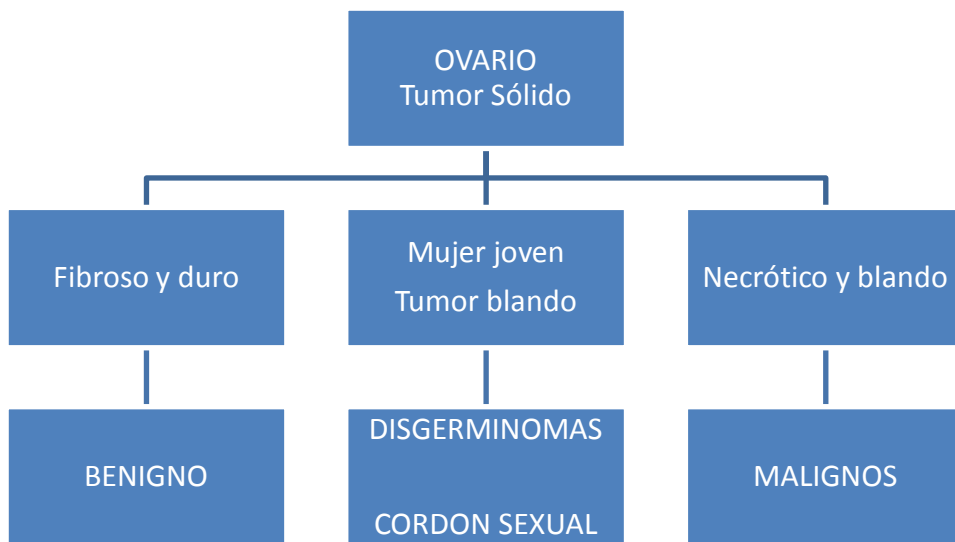 OVARIO
Tumor Sólido
Fibroso y duro
Mujer joven
Tumor blando
Necrótico y blando
BENIGNO
DISGERMINOMAS
CORDON SEXUAL
MALIGNOS